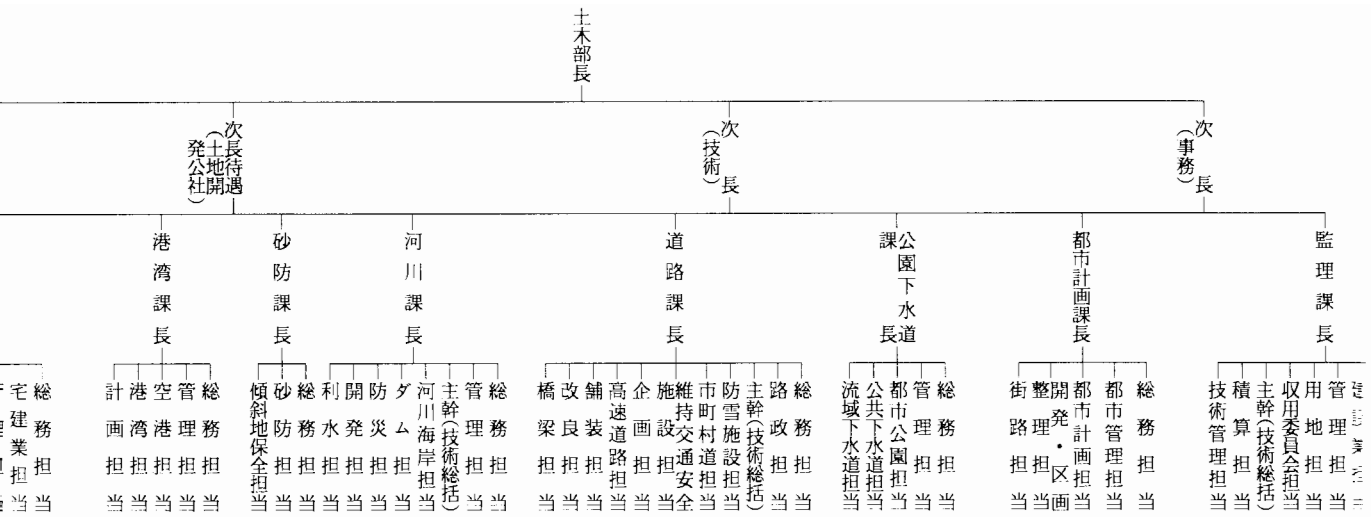 土木部長
次長（事務）
次長（技術）
次長待遇（土地開発公社）
監理課長
都市計画課長
公園下水道課長
道路課長
河川課長
砂防課長
港湾課長
管理担当
用地担当
収用委員会担当
主幹（技術総括）
積算担当
技術管理担当
総務担当
都市管理担当
都市計画担当
開発・区画整理担当
街路担当
総務担当
管理担当
都市公園担当
公共下水道担当
流域下水道担当
総務担当
路政担当
主幹（技術総括）
防雪施設担当
市町村道担当
維持交通安全施設担当
企画担当
高速道路担当
舗装担当
改良担当
橋梁担当
総務担当
管理担当
主幹（技術総括）
河川海岸担当
ダム担当
防災担当
開発担当
利水担当
総務担当
砂防担当
傾斜地保全担当
総務担当
管理担当
空港担当
港湾担当
計画担当
総務担当
宅建業担当